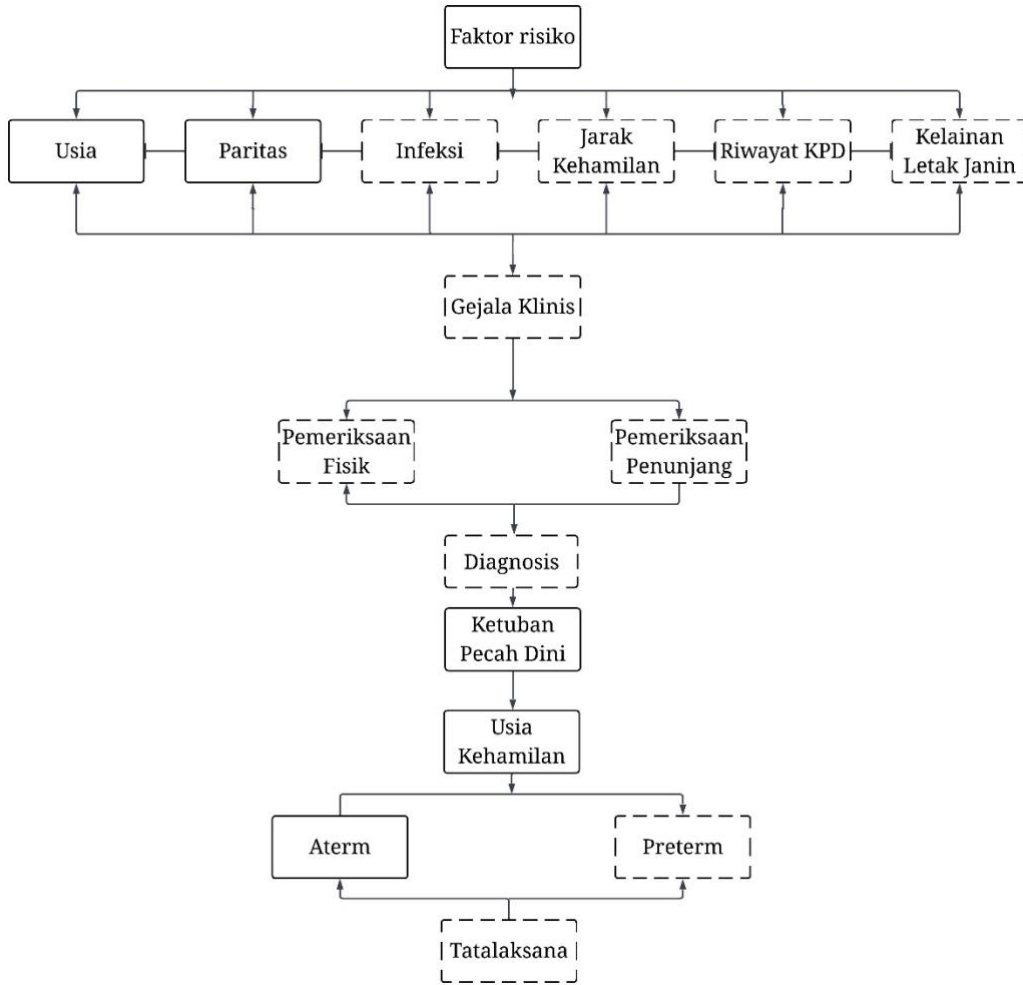 Faktor risiko
Usia
Paritas
Infeksi
Jarak
Kehamilan
Riwayat KPD
Kelainan
Letak Janin
Gejala Klinis
Pemeriksaan
Fisik
Pemeriksaan
Penunjang
Diagnosis
Ketuban
Pecah Dini
Usia
Kehamilan
Aterm
Preterm
Tatalaksana